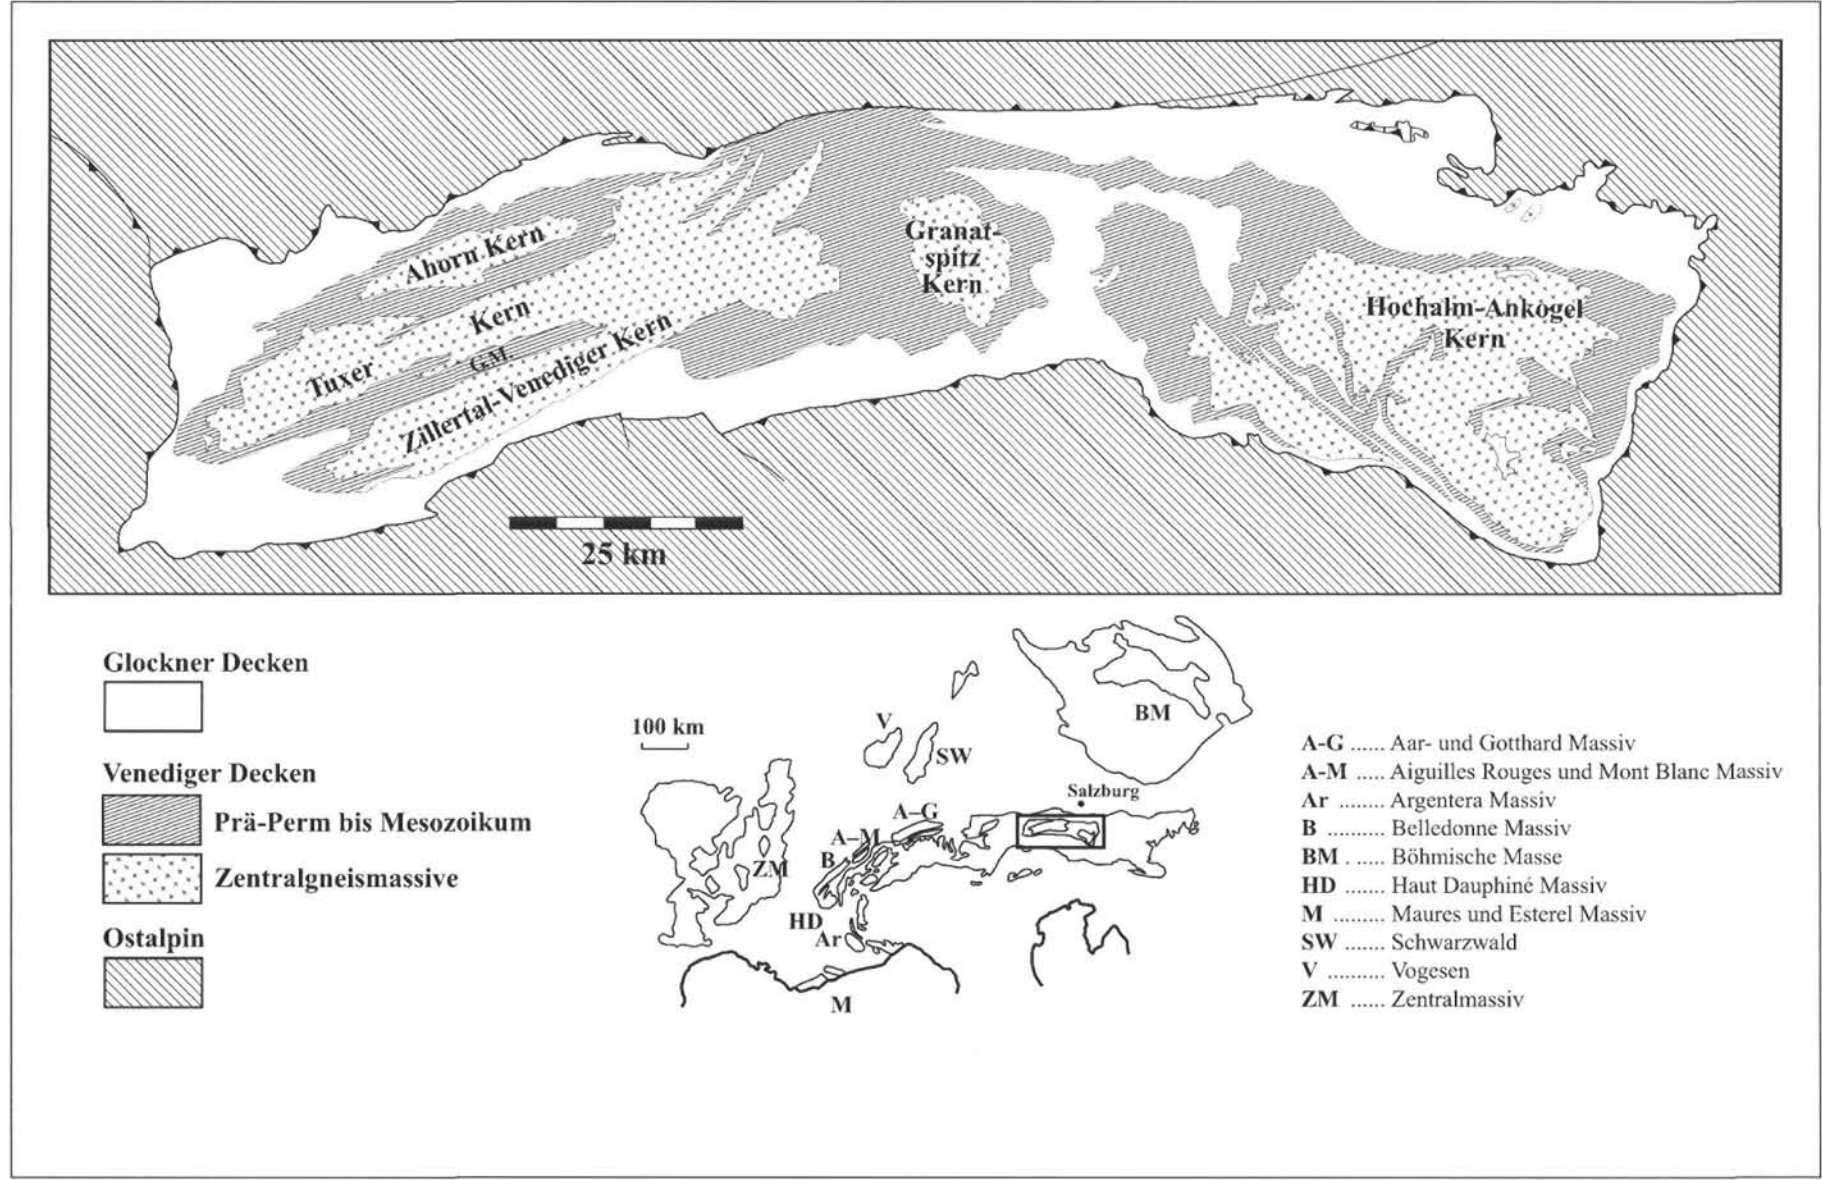 Ahorn Kern
Granat-
spitz
Kern
Hochalm-Ankogel
Kern
Tuxer Kern
G.M.
Zillertal-Venediger Kern
25 km
Glockner Decken
Venediger Decken
Prä-Perm bis Mesozoikum
Zentralgneismassive
Ostalpin
100 km
V
SW
BM
Salzburg
A–G
A–M
B
ZM
HD
Ar
M
A-G ...... Aar- und Gotthard Massiv
A-M ..... Aiguilles Rouges und Mont Blanc Massiv
Ar ........ Argentera Massiv
B .......... Belledonne Massiv
BM . ..... Böhmische Masse
HD ....... Haut Dauphiné Massiv
M ......... Maures und Esterel Massiv
SW ....... Schwarzwald
V .......... Vogesen
ZM ...... Zentralmassiv